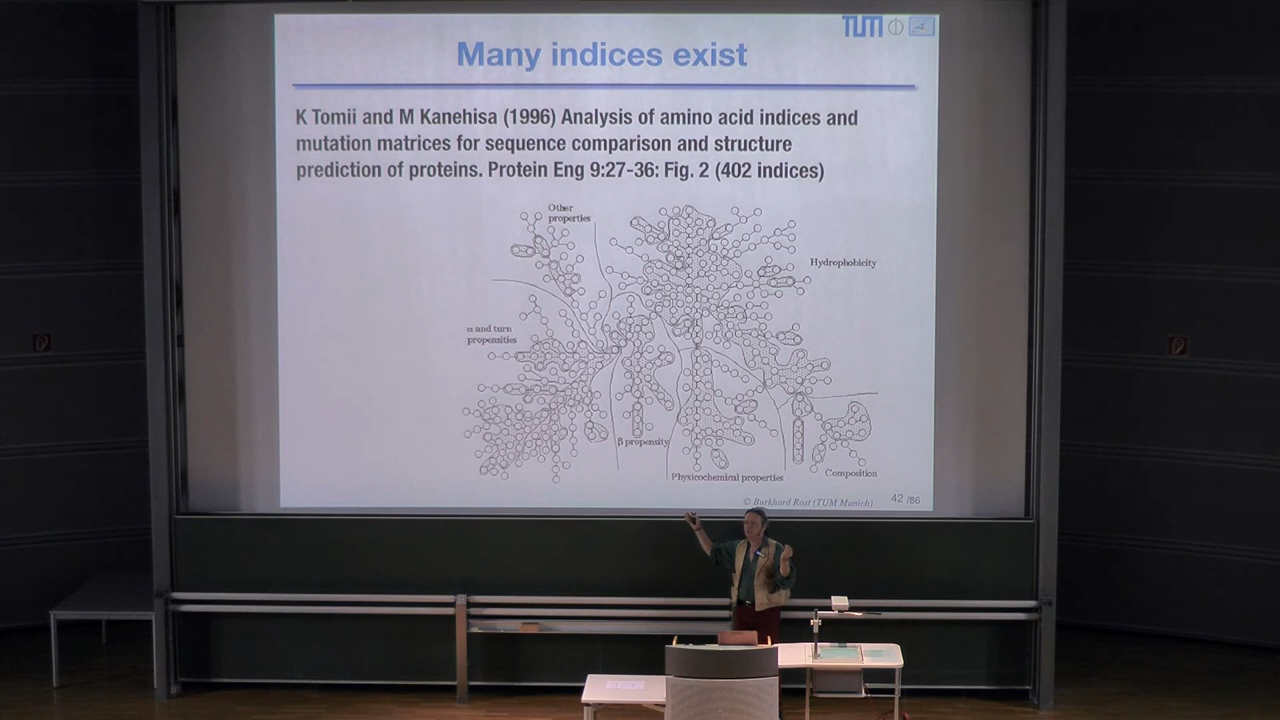 TUM
Many indices exist
K Tomii and M Kanehisa (1996) Analysis of amino acid indices and
mutation matrices for sequence comparison and structure
prediction of proteins. Protein Eng 9:27-36: Fig. 2 (402 indices)
Other
properties
Hydrophobicity
α and turn
propensities
β propensity
Physicochemical properties
Composition
© Burkhard Rost (TUM Munich)
42 /86